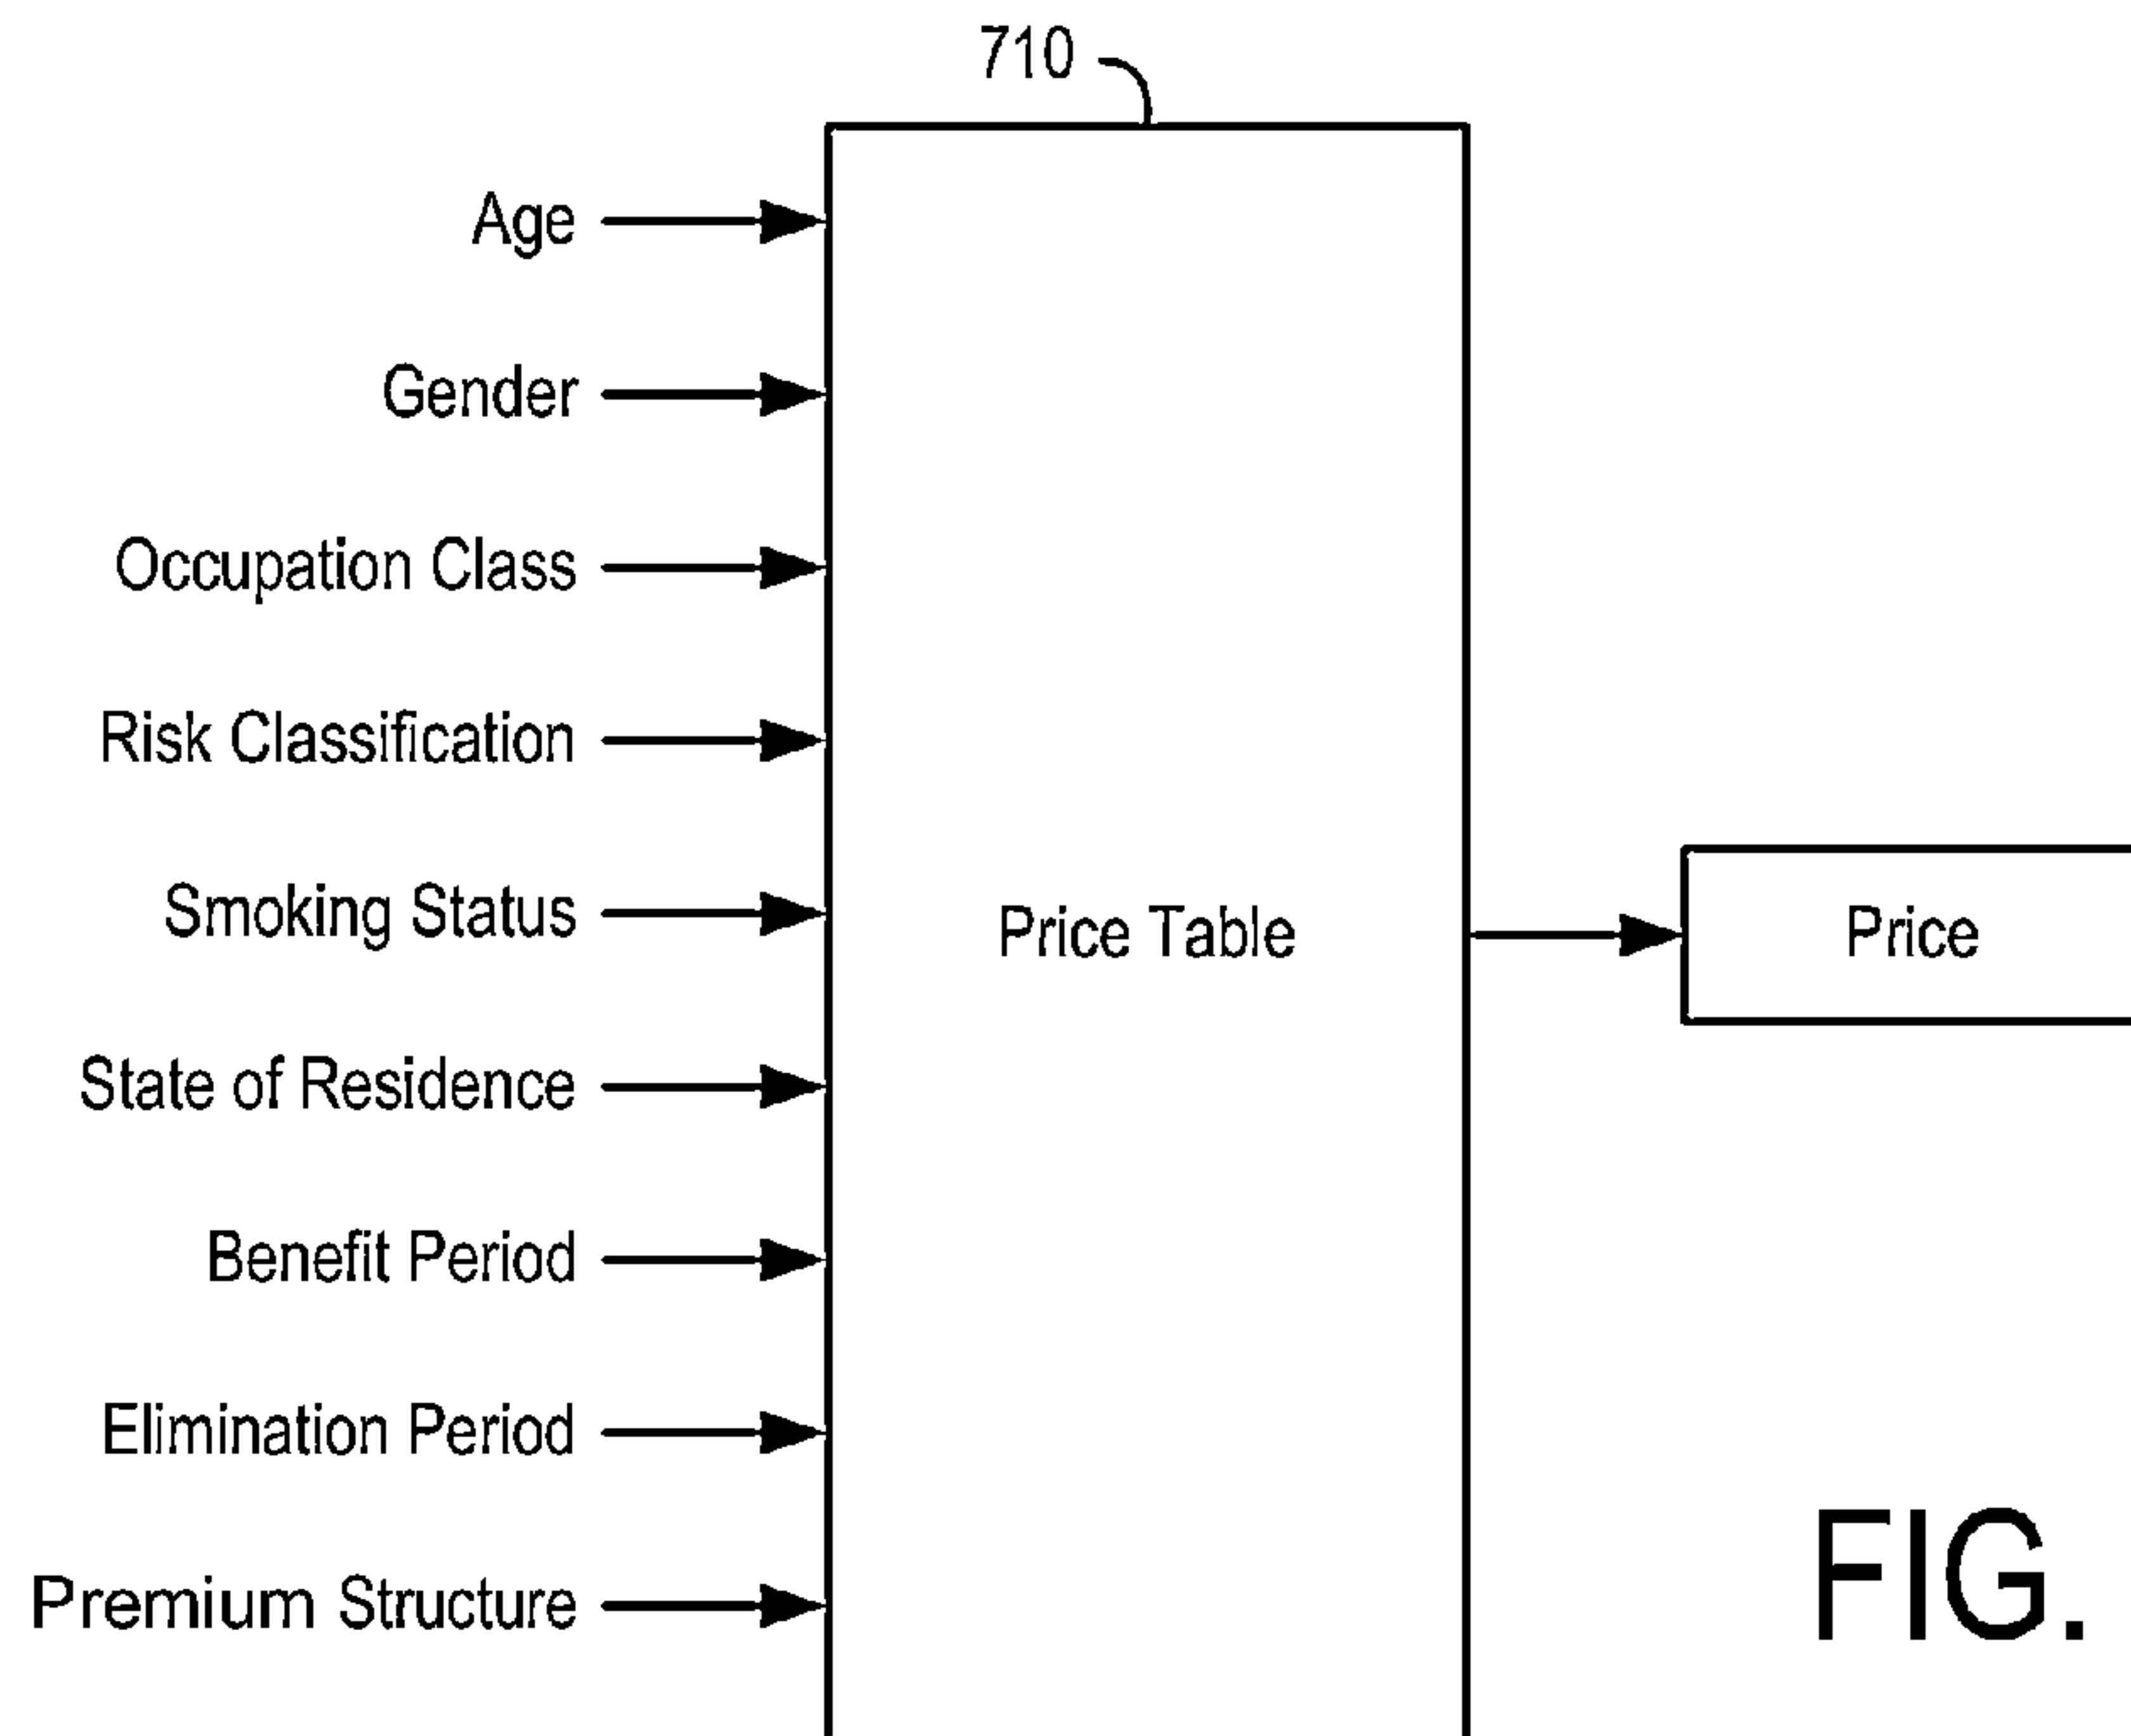 710
Age
Gender
Occupation Class
Risk Classification
Smoking Status
Price Table
Price
State of Residence
Benefit Period
Elimination Period
Premium Structure
FIG.